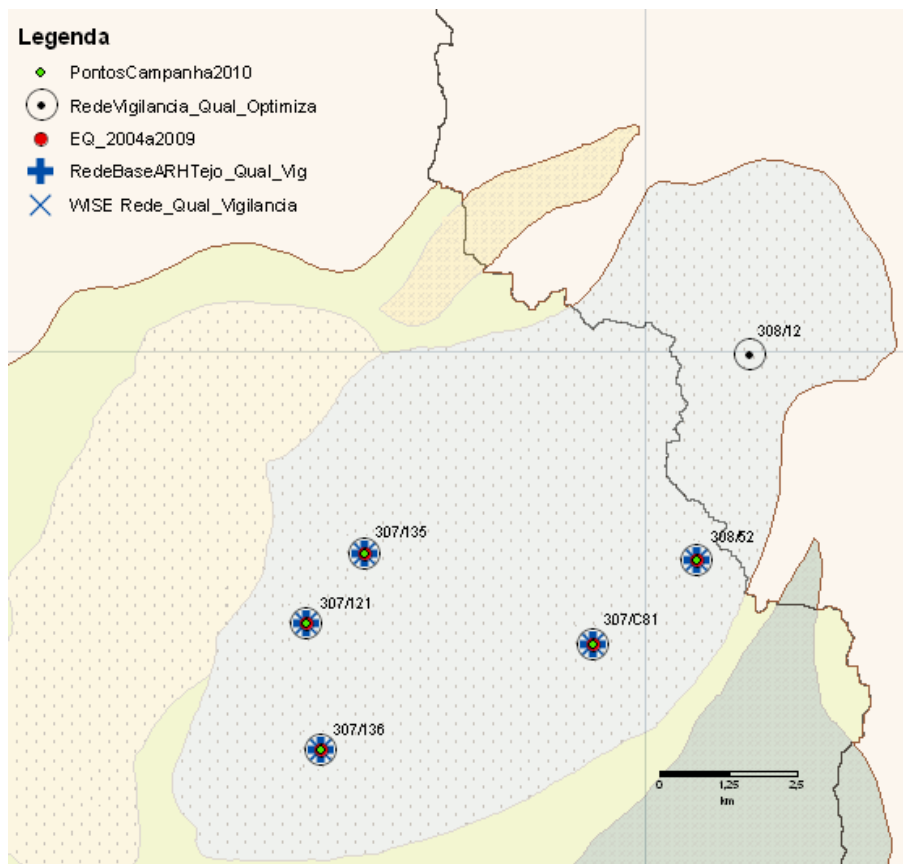 Legenda
PontosCampanha2010
RedeVigilancia_Qual_Optimiza
EQ_2004a2009
RedeBaseARHTejo_Qual_Vig
WISE Rede_Qual_Vigilancia
308/12
307/135
308/52
307/121
307/C81
307/136
0 1,25 2,5
km